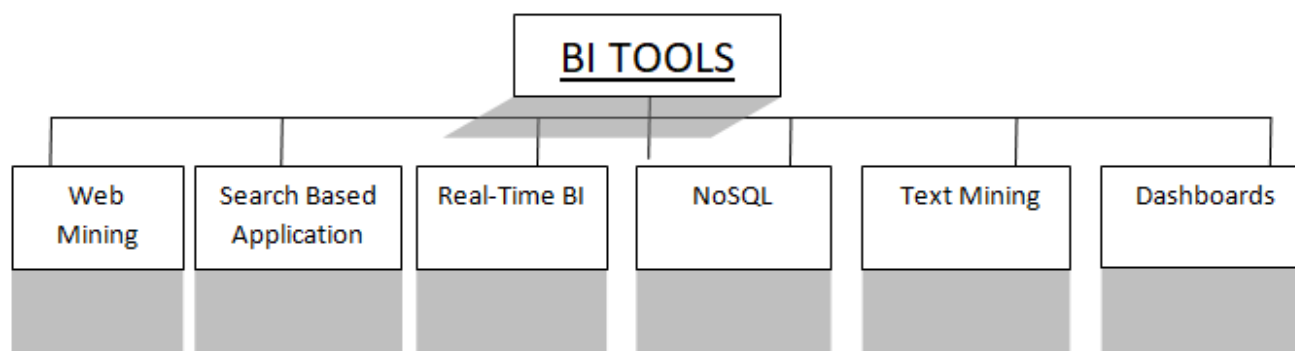 BI TOOLS
Web
Mining
Search Based
Application
Real-Time BI
NoSQL
Text Mining
Dashboards